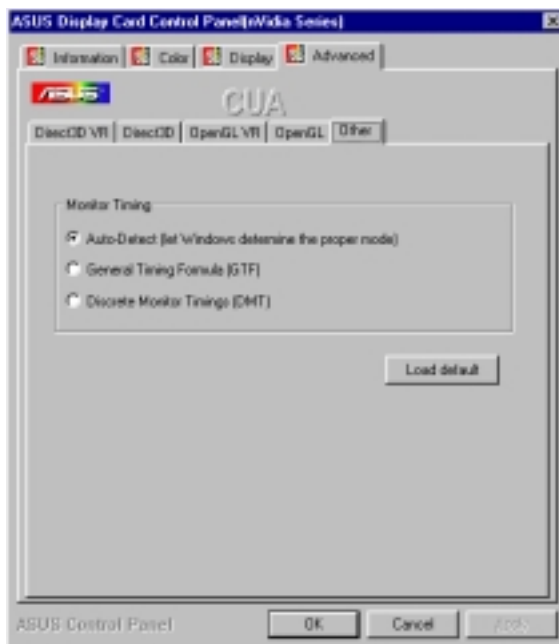 ASUS Display Card Control Panel(nVidia Series)
Information Color Display Advanced
ASUS CUA
Direct3D VR Direct3D OpenGL VR OpenGL Other
Monitor Timing
Auto-Detect (let Windows determine the proper mode)
General Timing Formula (GTF)
Discrete Monitor Timings (DMT)
Load default
ASUS Control Panel OK Cancel Apply